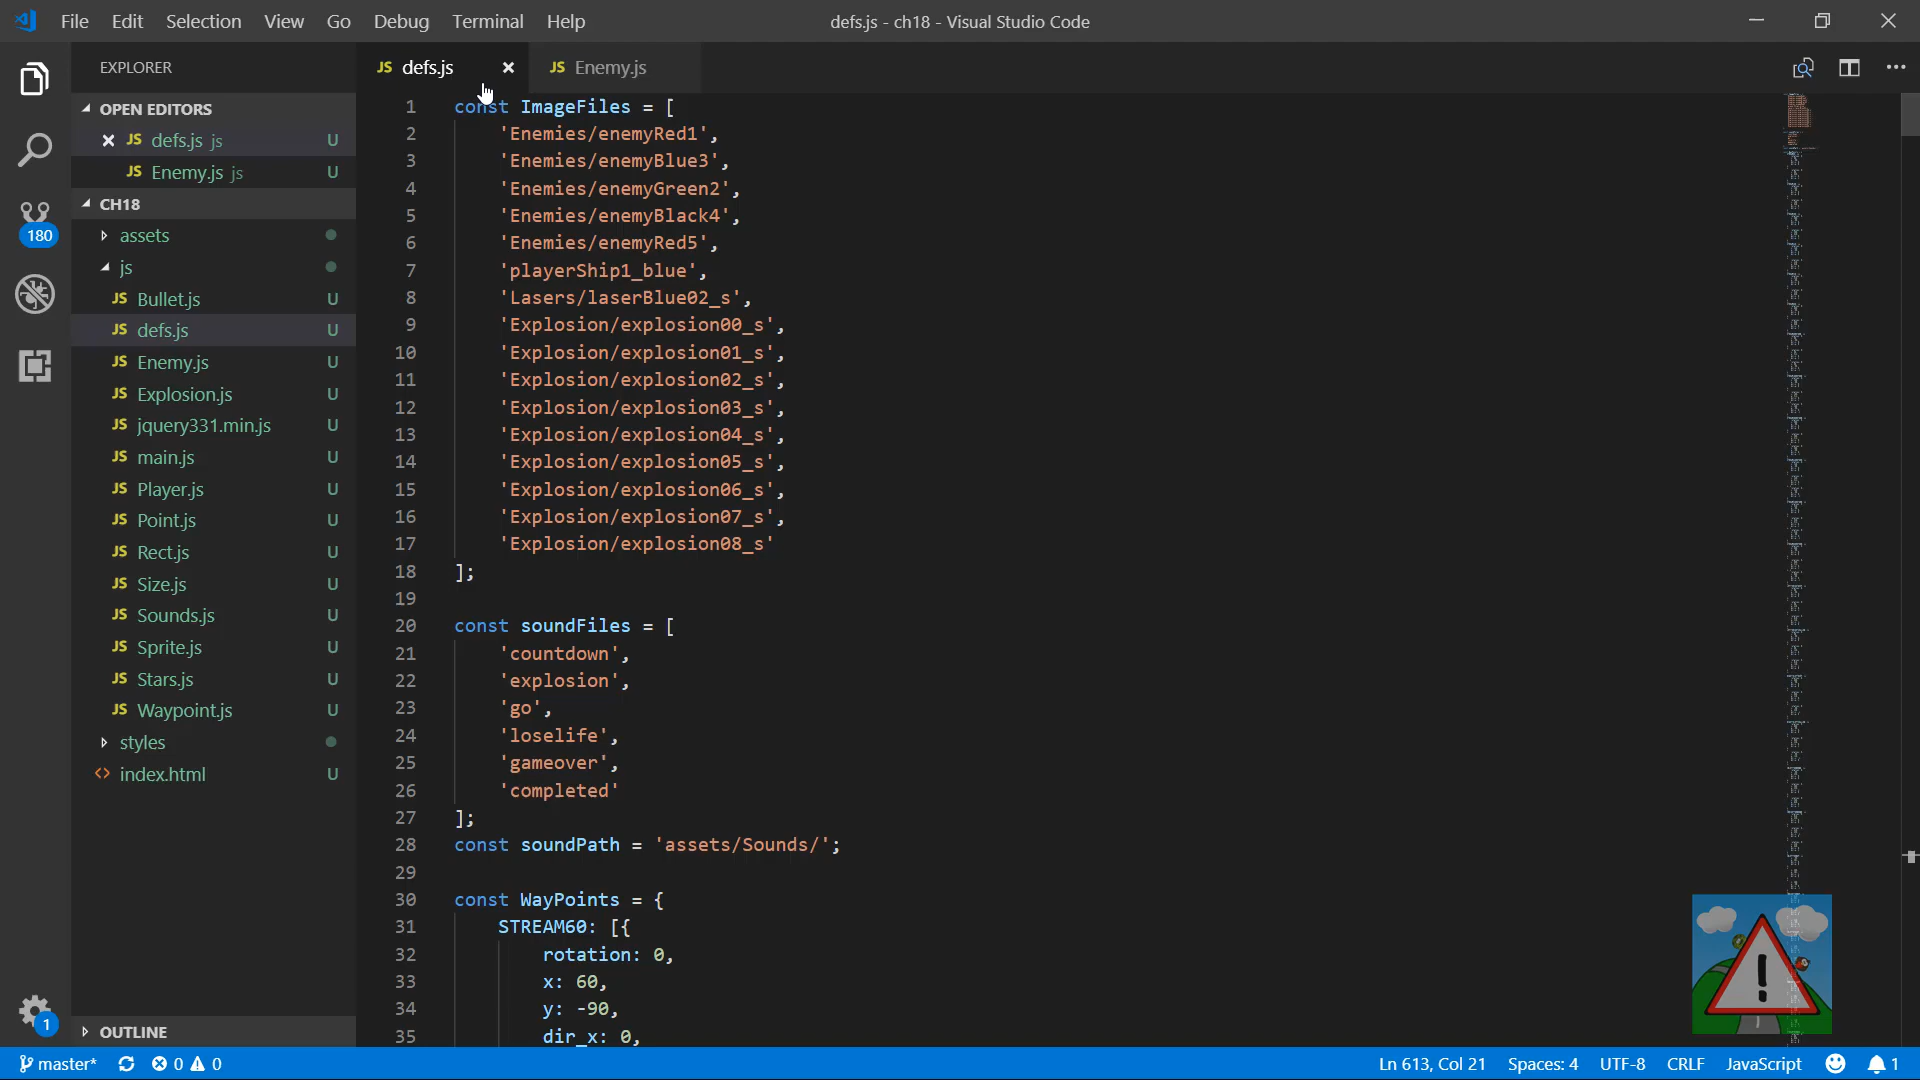 File Edit Selection View Go Debug Terminal Help
defs.js - ch18 - Visual Studio Code
EXPLORER
OPEN EDITORS
JS defs.js js U
JS Enemy.js js U
CH18
assets
js
JS Bullet.js U
JS defs.js U
JS Enemy.js U
JS Explosion.js U
JS jquery331.min.js U
JS main.js U
JS Player.js U
JS Point.js U
JS Rect.js U
JS Size.js U
JS Sounds.js U
JS Sprite.js U
JS Stars.js U
JS Waypoint.js U
styles
<> index.html U
OUTLINE
180
1
JS defs.js
JS Enemy.js
1 const ImageFiles = [
2 'Enemies/enemyRed1',
3 'Enemies/enemyBlue3',
4 'Enemies/enemyGreen2',
5 'Enemies/enemyBlack4',
6 'Enemies/enemyRed5',
7 'playerShip1_blue',
8 'Lasers/laserBlue02_s',
9 'Explosion/explosion00_s',
10 'Explosion/explosion01_s',
11 'Explosion/explosion02_s',
12 'Explosion/explosion03_s',
13 'Explosion/explosion04_s',
14 'Explosion/explosion05_s',
15 'Explosion/explosion06_s',
16 'Explosion/explosion07_s',
17 'Explosion/explosion08_s'
18 ];
19
20 const soundFiles = [
21 'countdown',
22 'explosion',
23 'go',
24 'loselife',
25 'gameover',
26 'completed'
27 ];
28 const soundPath = 'assets/Sounds/';
29
30 const WayPoints = {
31 STREAM60: [{
32 rotation: 0,
33 x: 60,
34 y: -90,
35 dir_x: 0,
!
master* 0 0
Ln 613, Col 21 Spaces: 4 UTF-8 CRLF JavaScript 1